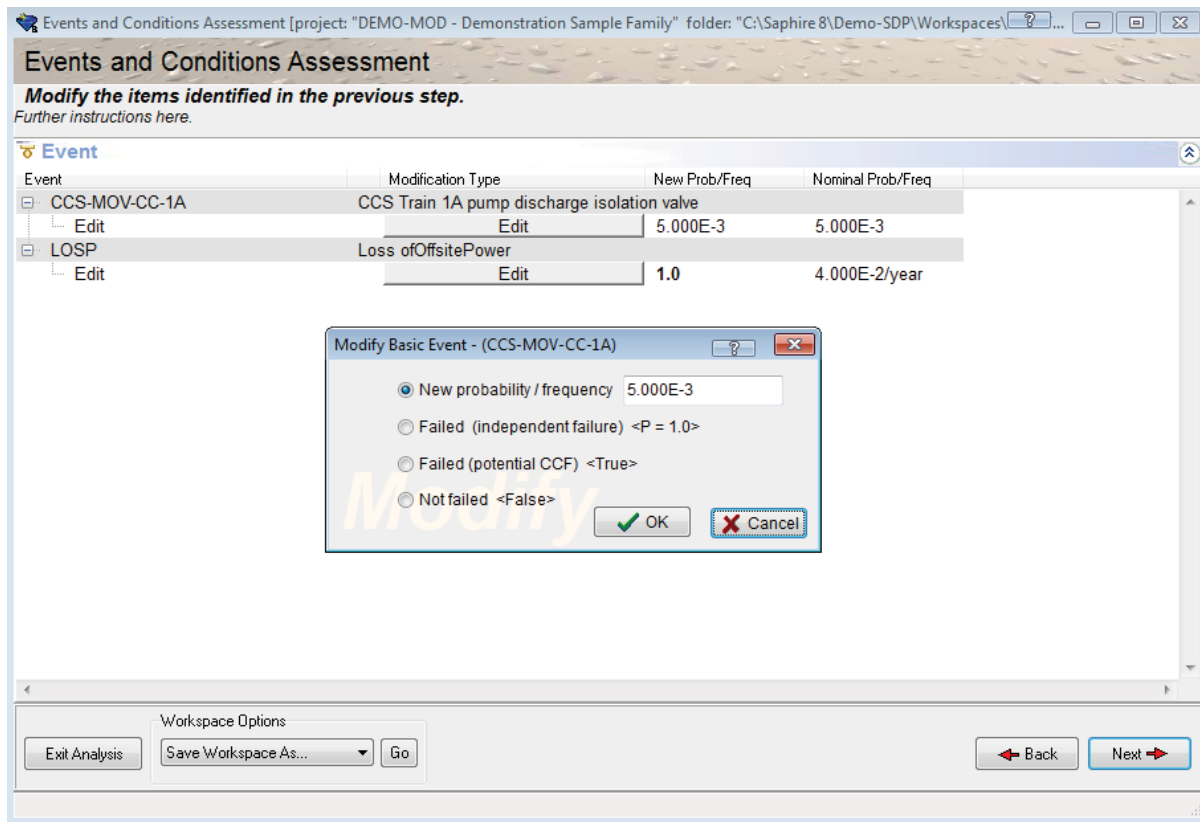 Events and Conditions Assessment [project: "DEMO-MOD - Demonstration Sample Family" folder: "C:\Saphire 8\Demo-SDP\Workspaces\ ? ...
Events and Conditions Assessment
Modify the items identified in the previous step.
Further instructions here.
Event
Event Modification Type New Prob/Freq Nominal Prob/Freq
CCS-MOV-CC-1A CCS Train 1A pump discharge isolation valve
Edit Edit 5.000E-3 5.000E-3
LOSP Loss ofOffsitePower
Edit Edit 1.0 4.000E-2/year
Modify Basic Event - (CCS-MOV-CC-1A) ?
New probability / frequency 5.000E-3
Failed (independent failure) <P = 1.0>
Failed (potential CCF) <True>
Not failed <False>
Modify
OK Cancel
Workspace Options
Exit Analysis Save Workspace As... Go Back Next